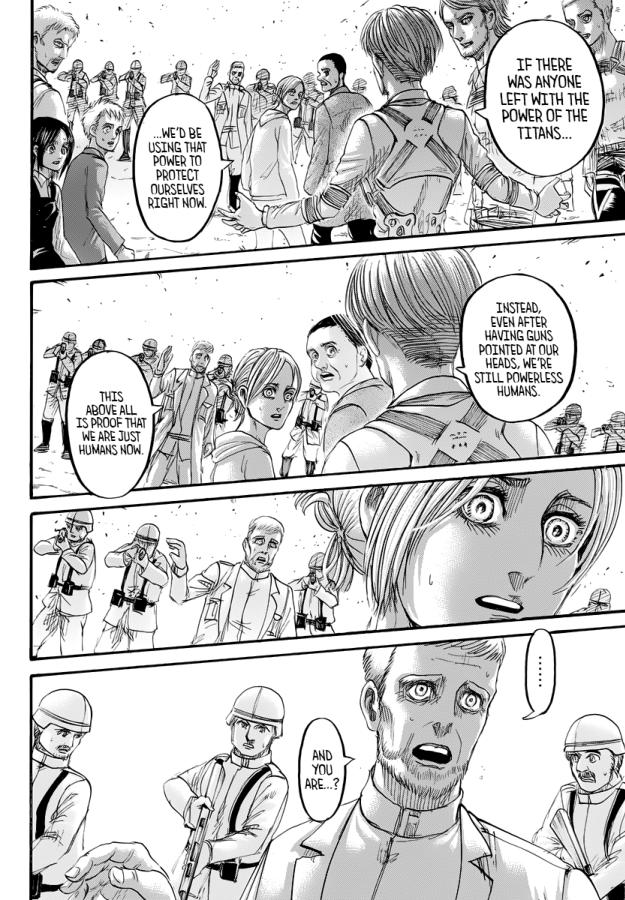 IF THERE
WAS ANYONE
LEFT WITH THE
POWER OF THE
TITANS...
...WE'D BE
USING THAT
POWER TO
PROTECT
OURSELVES
RIGHT NOW.
INSTEAD,
EVEN AFTER
HAVING GUNS
POINTED AT OUR
HEADS, WE'RE
STILL POWERLESS
HUMANS.
THIS
ABOVE ALL
IS PROOF THAT
WE ARE JUST
HUMANS NOW.
......
AND
YOU
ARE...?